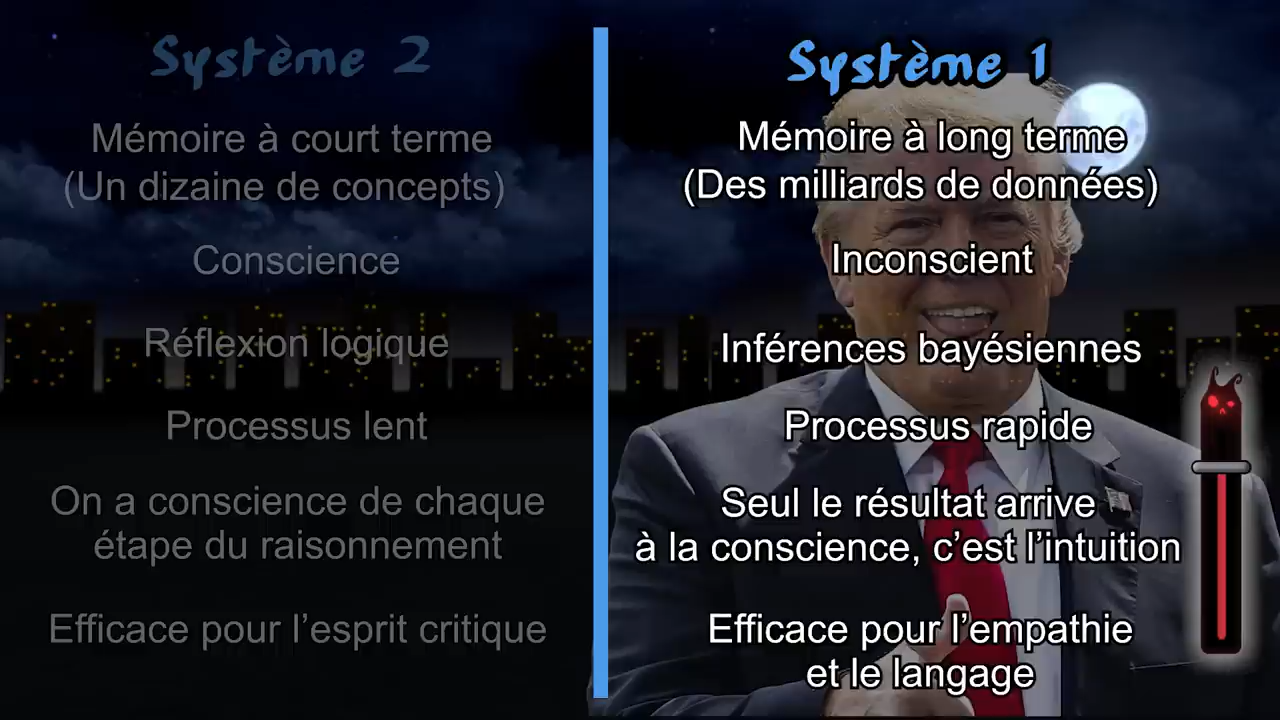 Système 2
Mémoire à court terme
(Un dizaine de concepts)
Conscience
Réflexion logique
Processus lent
On a conscience de chaque
étape du raisonnement
Efficace pour l'esprit critique
Système 1
Mémoire à long terme
(Des milliards de données)
Inconscient
Inférences bayésiennes
Processus rapide
Seul le résultat arrive
à la conscience, c'est l'intuition
Efficace pour l'empathie
et le langage